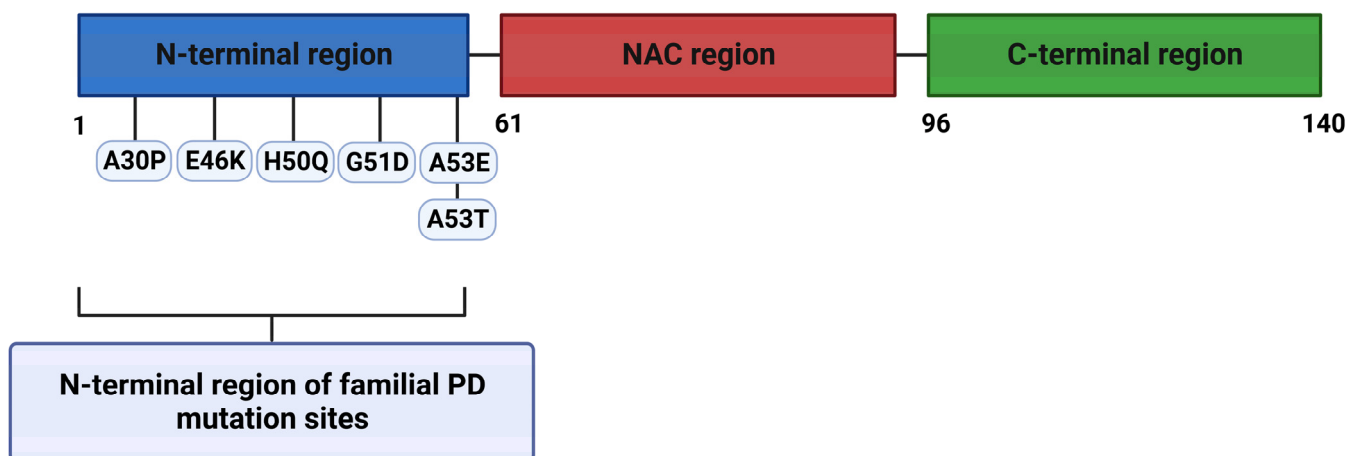 N-terminal region
NAC region
C-terminal region
1
61
96
140
A30P
E46K
H50Q
G51D
A53E
A53T
N-terminal region of familial PD
mutation sites